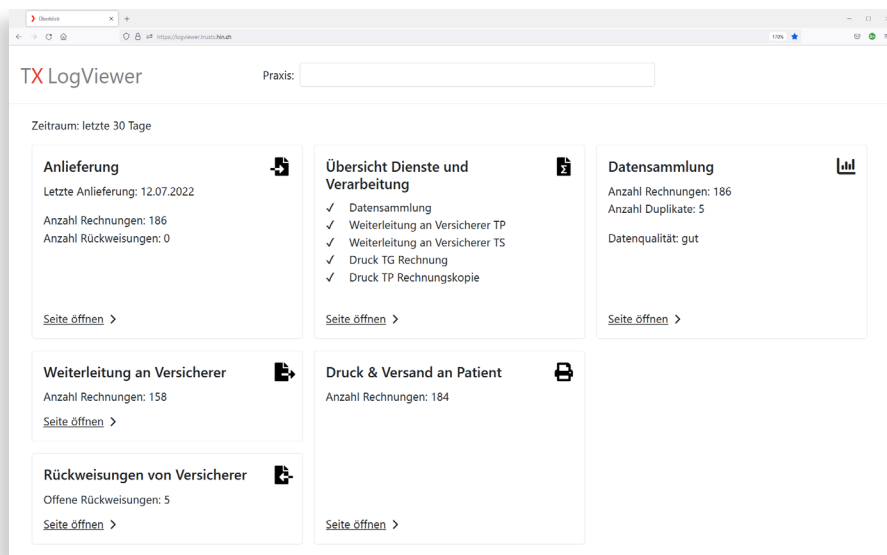 Überblick
https://logviewer.trustx.hin.ch
170%
TX LogViewer
Praxis:
Zeitraum: letzte 30 Tage
Anlieferung
Letzte Anlieferung: 12.07.2022
Anzahl Rechnungen: 186
Anzahl Rückweisungen: 0
Seite öffnen
Übersicht Dienste und
Verarbeitung
✓ Datensammlung
✓ Weiterleitung an Versicherer TP
✓ Weiterleitung an Versicherer TS
✓ Druck TG Rechnung
✓ Druck TP Rechnungskopie
Seite öffnen
Datensammlung
Anzahl Rechnungen: 186
Anzahl Duplikate: 5
Datenqualität: gut
Seite öffnen
Weiterleitung an Versicherer
Anzahl Rechnungen: 158
Seite öffnen
Druck & Versand an Patient
Anzahl Rechnungen: 184
Seite öffnen
Rückweisungen von Versicherer
Offene Rückweisungen: 5
Seite öffnen